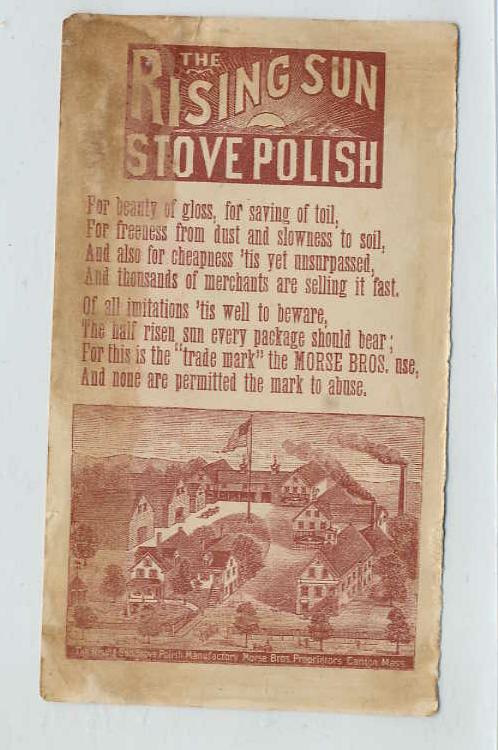 THE
RISING SUN
STOVE POLISH
For beauty of gloss, for saving of toil,
For freeness from dust and slowness to soil,
And also for cheapness 'tis yet unsurpassed,
And thousands of merchants are selling it fast.
Of all imitations 'tis well to beware,
The half risen sun every package should bear;
For this is the "trade mark" the MORSE BROS. use,
And none are permitted the mark to abuse.
The Rising Sun Stove Polish Manufactory Morse Bros. Proprietors Canton Mass.